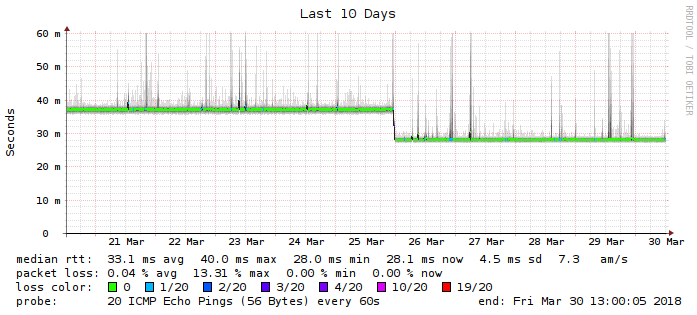 Last 10 Days
RRDTOOL / TOBI OETIKER
Seconds
60 m
50 m
40 m
30 m
20 m
10 m
0
21 Mar 22 Mar 23 Mar 24 Mar 25 Mar 26 Mar 27 Mar 28 Mar 29 Mar 30 Mar
median rtt: 33.1 ms avg 40.0 ms max 28.0 ms min 28.1 ms now 4.5 ms sd 7.3 am/s
packet loss: 0.04 % avg 13.31 % max 0.00 % min 0.00 % now
loss color: 0 1/20 2/20 3/20 4/20 10/20 19/20
probe: 20 ICMP Echo Pings (56 Bytes) every 60s end: Fri Mar 30 13:00:05 2018